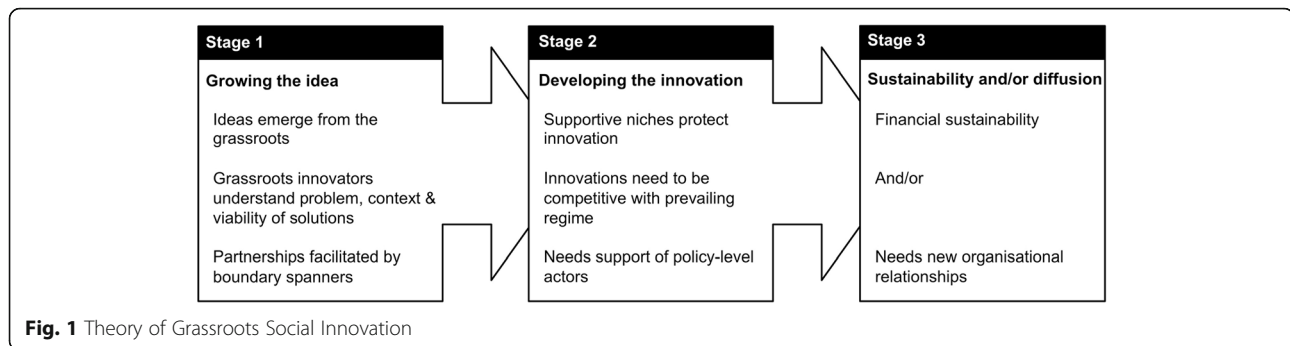 Stage 1
Growing the idea
Ideas emerge from the
grassroots
Grassroots innovators
understand problem, context &
viability of solutions
Partnerships facilitated by
boundary spanners
Stage 2
Developing the innovation
Supportive niches protect
innovation
Innovations need to be
competitive with prevailing
regime
Needs support of policy-level
actors
Stage 3
Sustainability and/or diffusion
Financial sustainability
And/or
Needs new organisational
relationships
Fig. 1 Theory of Grassroots Social Innovation